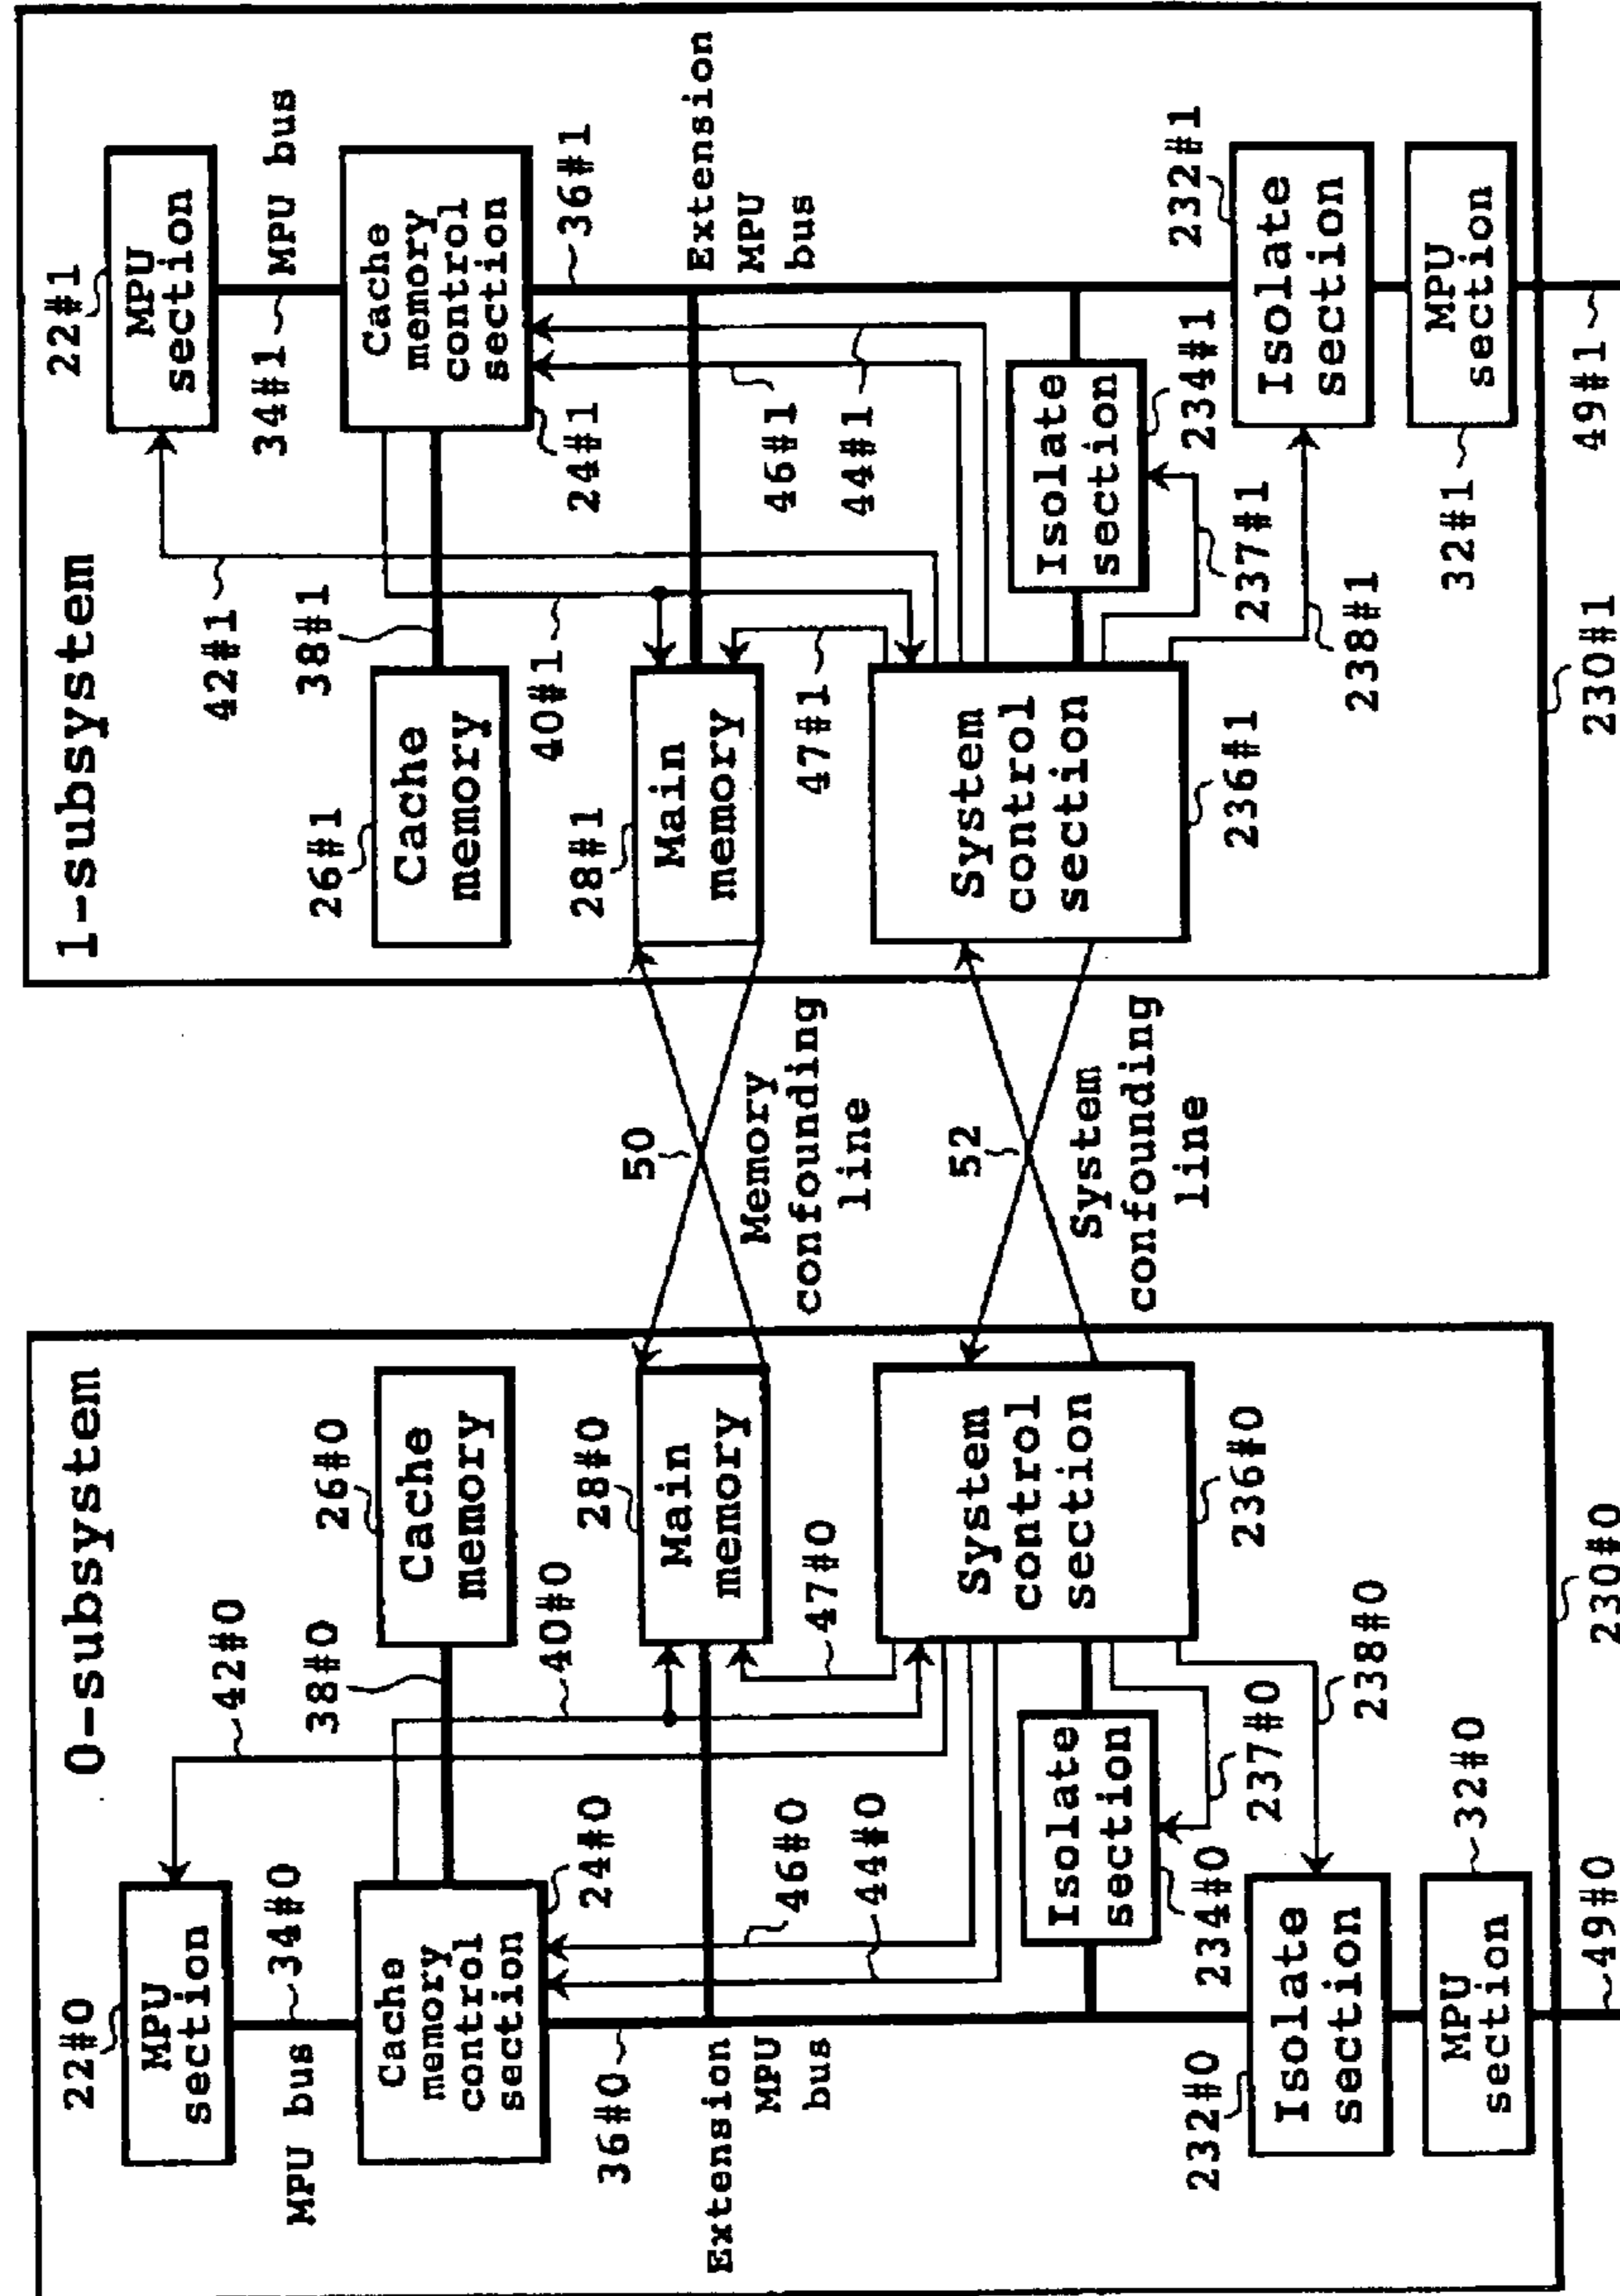 0-subsystem
22#0
MPU
section
42#0
MPU bus
34#0
38#0
26#0
Cache
memory
control
section
24#0
Cache
memory
40#0
36#0
28#0
Main
memory
Extension
MPU
bus
46#0
44#0
47#0
System
control
section
236#0
Isolate
section
234#0
237#0
238#0
232#0
Isolate
section
MPU
section
32#0
49#0
230#0
50
Memory
confounding
line
52
System
confounding
line
1-subsystem
22#1
MPU
section
42#1
34#1
MPU bus
38#1
26#1
Cache
memory
Cache
memory
control
section
24#1
40#1
36#1
28#1
Main
memory
Extension
MPU
bus
46#1
44#1
47#1
System
control
section
236#1
Isolate
section
234#1
237#1
238#1
232#1
Isolate
section
MPU
section
32#1
49#1
230#1